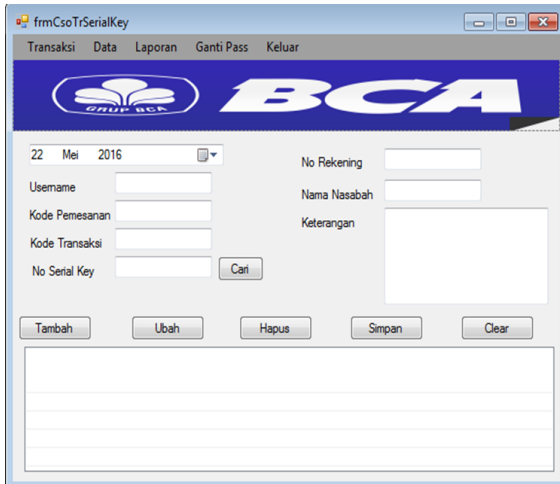 frmCsoTrSerialKey
Transaksi Data Laporan Ganti Pass Keluar
GRUP BCA BCA
22 Mei 2016
No Rekening
Username
Nama Nasabah
Kode Pemesanan
Keterangan
Kode Transaksi
No Serial Key Cari
Tambah Ubah Hapus Simpan Clear